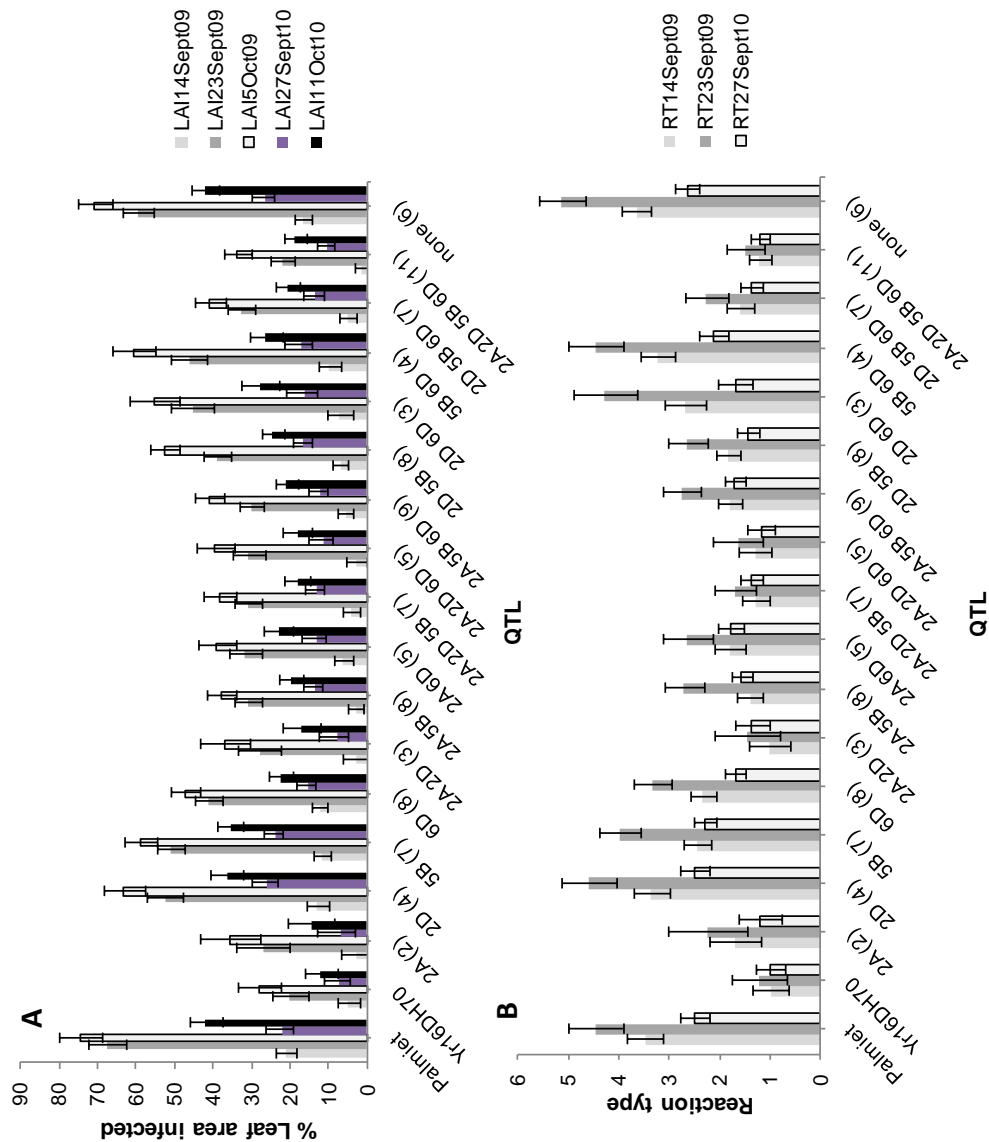 A
% Leaf area infected
90
80
70
60
50
40
30
20
10
0
Palmiet
Yr16DH70
2A (2)
2D (4)
5B (7)
6D (8)
2A 2D (3)
2A 5B (8)
2A 6D (5)
2A 2D 5B (7)
2A 2D 6D (5)
2A 5B 6D (9)
2D 5B (8)
2D 6D (3)
5B 6D (4)
2D 5B 6D (7)
2A 2D 5B 6D (11)
none (6)
QTL
LAI14Sept09
LAI23Sept09
LAI5Oct09
LAI27Sept10
LAI11Oct10
B
Reaction type
6
5
4
3
2
1
0
Palmiet
Yr16DH70
2A (2)
2D (4)
5B (7)
6D (8)
2A 2D (3)
2A 5B (8)
2A 6D (5)
2A 2D 5B (7)
2A 2D 6D (5)
2A 5B 6D (9)
2D 5B (8)
2D 6D (3)
5B 6D (4)
2D 5B 6D (7)
2A 2D 5B 6D (11)
none (6)
QTL
RT14Sept09
RT23Sept09
RT27Sept10